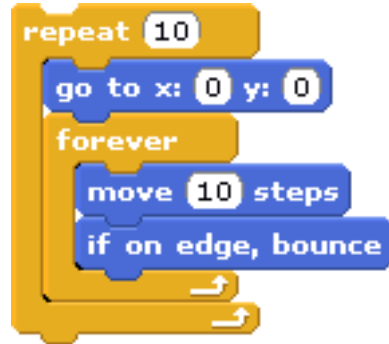 repeat 10
go to x: 0 y: 0
forever
move 10 steps
if on edge, bounce